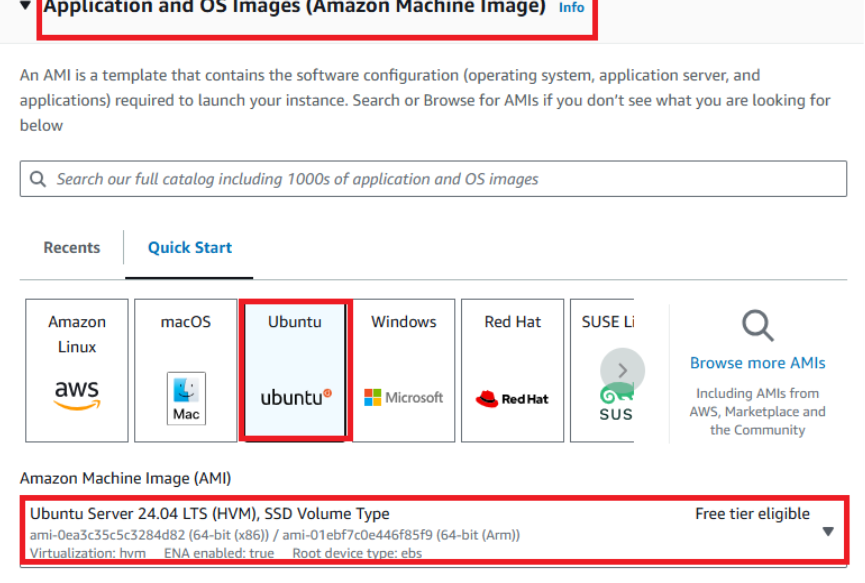 Application and OS Images (Amazon Machine Image) Info
An AMI is a template that contains the software configuration (operating system, application server, and
applications) required to launch your instance. Search or Browse for AMIs if you don't see what you are looking for
below
Search our full catalog including 1000s of application and OS images
Recents
Quick Start
Amazon
Linux
aws
macOS
Mac
Ubuntu
ubuntu
Windows
Microsoft
Red Hat
Red Hat
SUSE Li
SUS
Browse more AMIs
Including AMIs from
AWS, Marketplace and
the Community
Amazon Machine Image (AMI)
Ubuntu Server 24.04 LTS (HVM), SSD Volume Type
Free tier eligible
ami-0ea3c35c5c3284d82 (64-bit (x86)) / ami-01ebf7c0e446f85f9 (64-bit (Arm))
Virtualization: hvm ENA enabled: true Root device type: ebs